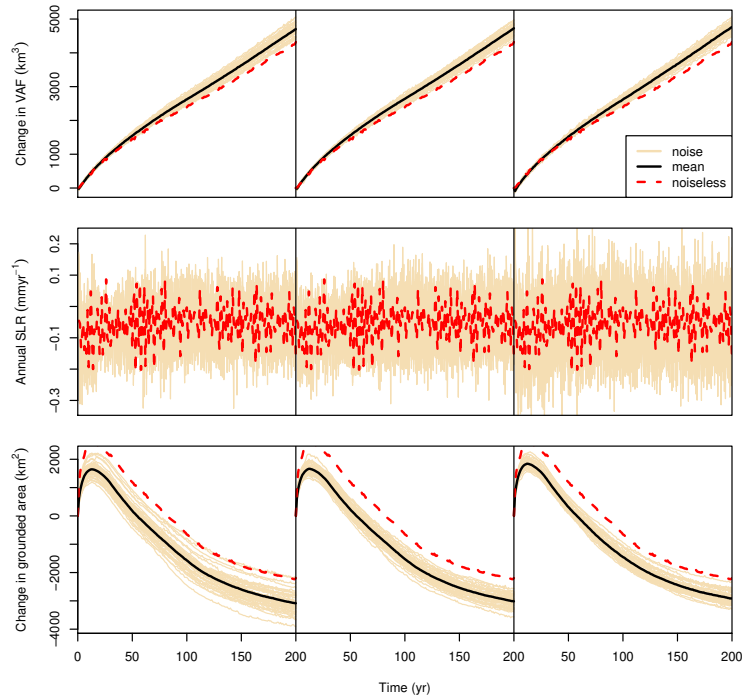 Change in VAF (km³)
0
1000
3000
5000
noise
mean
noiseless
Annual SLR (mmyr⁻¹)
−0.3
−0.1
0.1
0.2
Change in grounded area (km²)
−4000
−2000
0
2000
0 50 100 150 200 50 100 150 200 50 100 150 200
Time (yr)